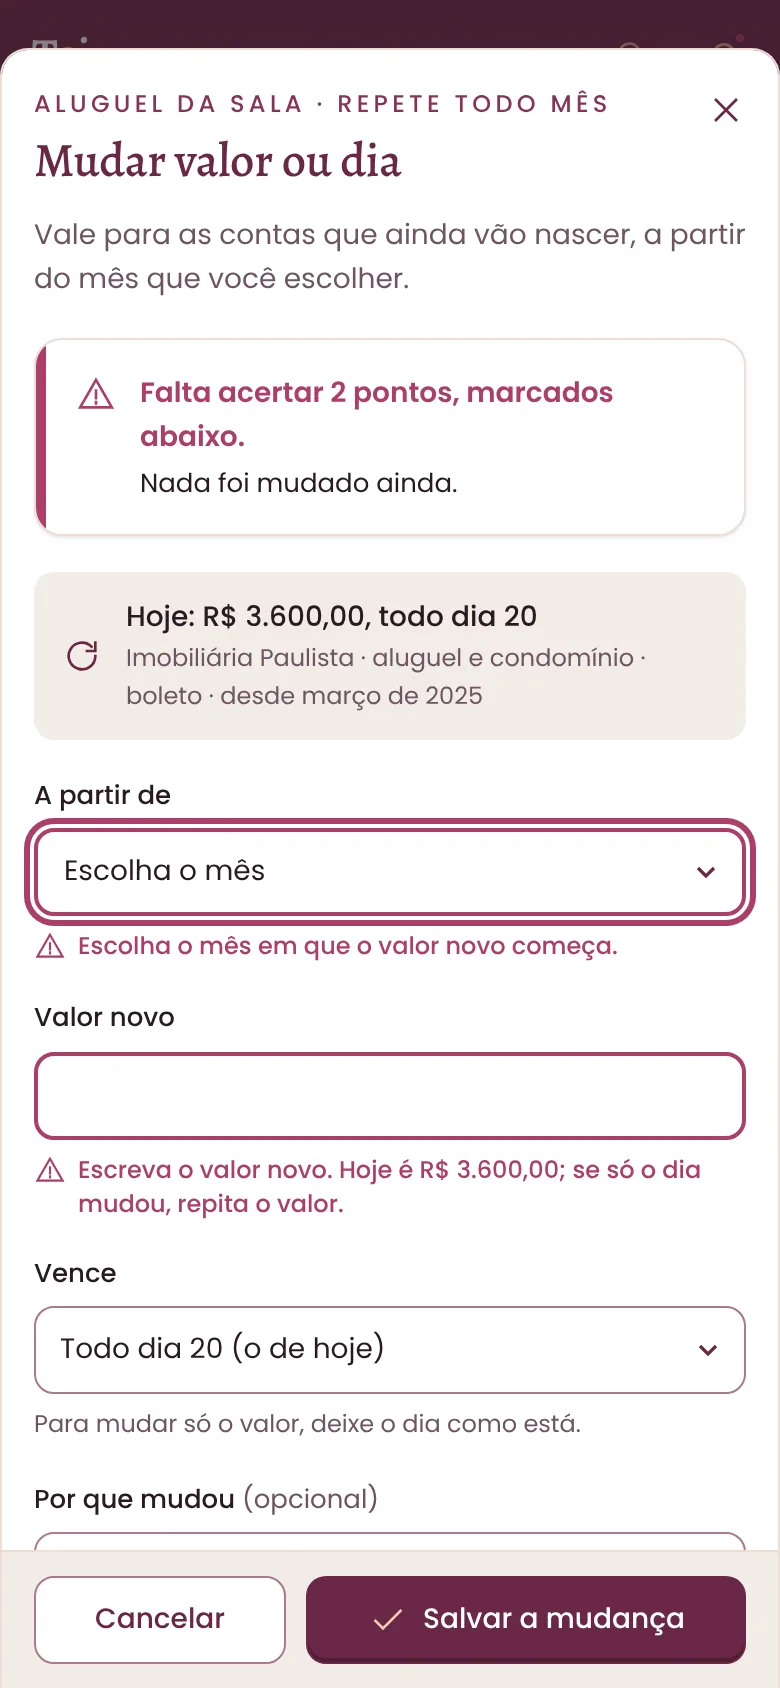 ALUGUEL DA SALA · REPETE TODO MÊS
Mudar valor ou dia
Vale para as contas que ainda vão nascer, a partir
do mês que você escolher.
Falta acertar 2 pontos, marcados
abaixo.
Nada foi mudado ainda.
Hoje: R$ 3.600,00, todo dia 20
Imobiliária Paulista · aluguel e condomínio ·
boleto · desde março de 2025
A partir de
Escolha o mês
Escolha o mês em que o valor novo começa.
Valor novo
Escreva o valor novo. Hoje é R$ 3.600,00; se só o dia
mudou, repita o valor.
Vence
Todo dia 20 (o de hoje)
Para mudar só o valor, deixe o dia como está.
Por que mudou (opcional)
Cancelar
Salvar a mudança